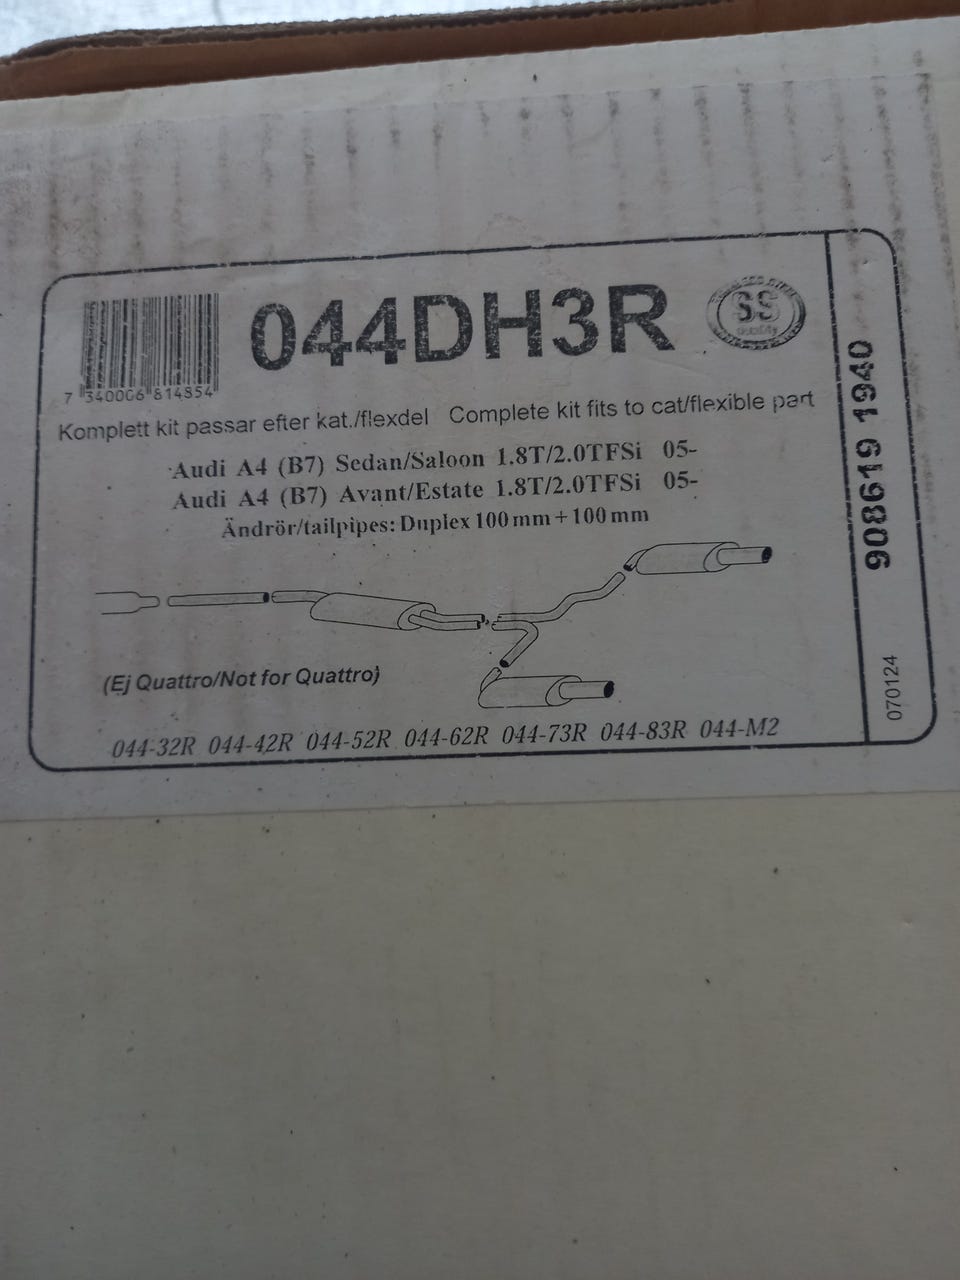 044DH3R
SS
quality
7 340006 814854
Komplett kit passar efter kat./flexdel Complete kit fits to cat/flexible part
Audi A4 (B7) Sedan/Saloon 1.8T/2.0TFSi 05-
Audi A4 (B7) Avant/Estate 1.8T/2.0TFSi 05-
Ändrör/tailpipes: Duplex 100 mm + 100 mm
(Ej Quattro/Not for Quattro)
044-32R 044-42R 044-52R 044-62R 044-73R 044-83R 044-M2
908619 1940
070124